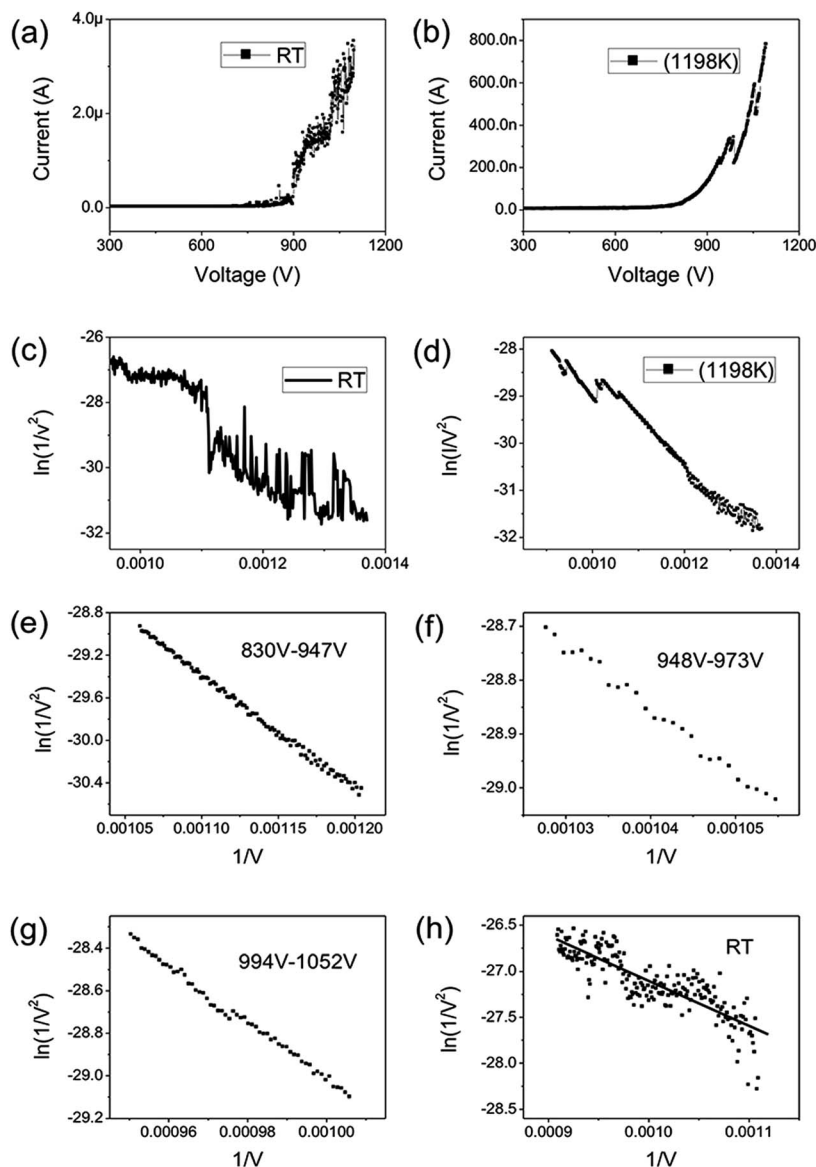 (a)
4.0µ
2.0µ
0.0
Current (A)
RT
300 600 900 1200
Voltage (V)
(b)
800.0n
600.0n
400.0n
200.0n
0.0
Current (A)
(1198K)
300 600 900 1200
Voltage (V)
(c)
-26
-28
-30
-32
ln(1/v²)
RT
0.0010 0.0012 0.0014
(d)
-28
-29
-30
-31
-32
ln(I/V²)
(1198K)
0.0010 0.0012 0.0014
(e)
-28.8
-29.2
-29.6
-30.0
-30.4
ln(1/V²)
830V-947V
0.00105 0.00110 0.00115 0.00120
1/V
(f)
-28.7
-28.8
-28.9
-29.0
ln(1/V²)
948V-973V
0.00103 0.00104 0.00105
1/V
(g)
-28.4
-28.6
-28.8
-29.0
-29.2
ln(1/V²)
994V-1052V
0.00096 0.00098 0.00100
1/V
(h)
-26.5
-27.0
-27.5
-28.0
-28.5
ln(1/V²)
RT
0.0009 0.0010 0.0011
1/V